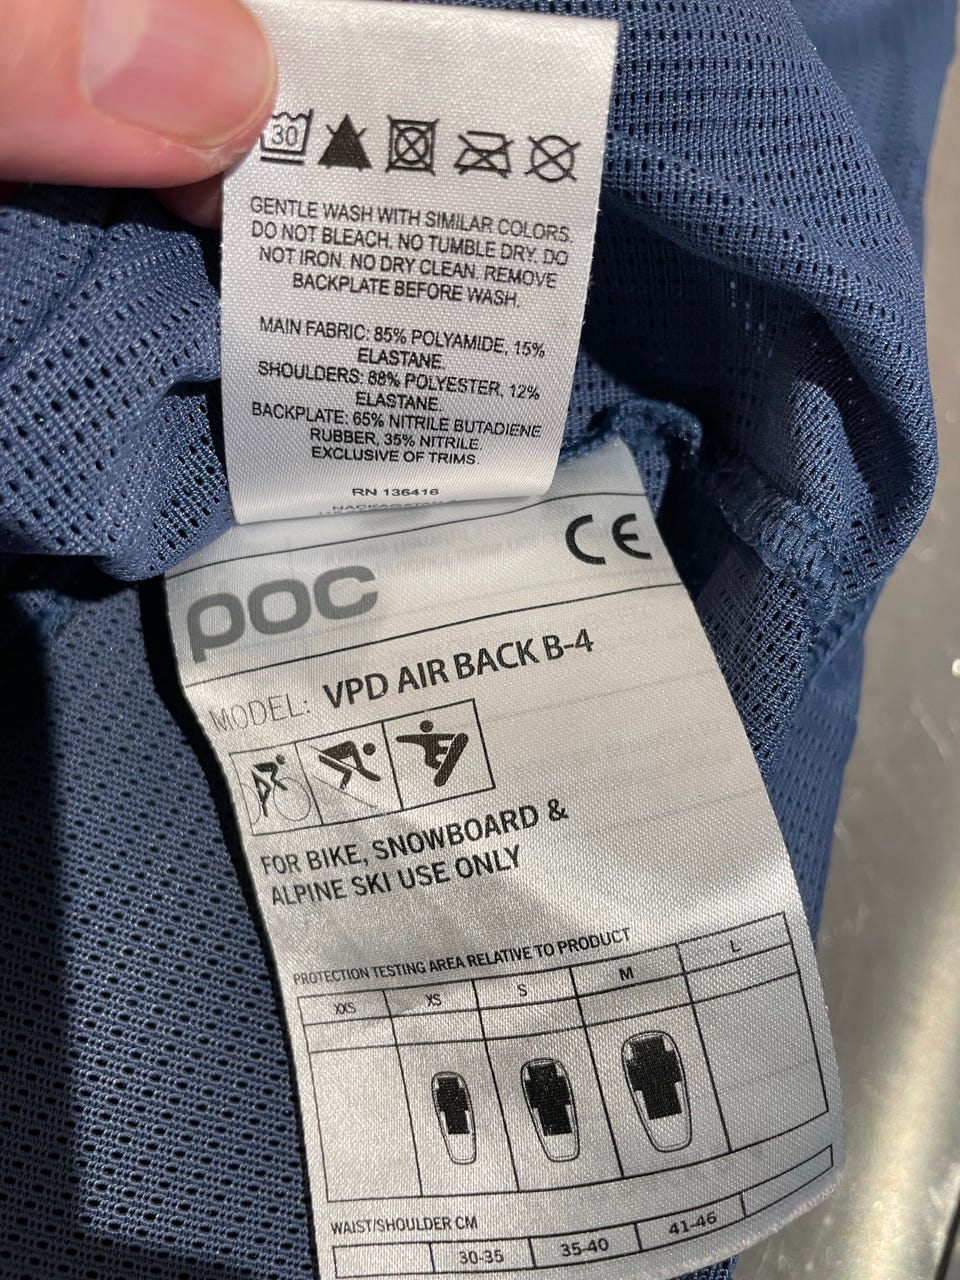 30
GENTLE WASH WITH SIMILAR COLORS.
DO NOT BLEACH. NO TUMBLE DRY. DO
NOT IRON. NO DRY CLEAN. REMOVE
BACKPLATE BEFORE WASH.
MAIN FABRIC: 85% POLYAMIDE, 15%
ELASTANE.
SHOULDERS: 88% POLYESTER, 12%
ELASTANE.
BACKPLATE: 65% NITRILE BUTADIENE
RUBBER, 35% NITRILE.
EXCLUSIVE OF TRIMS.
RN 136416
CE
POC
MODEL: VPD AIR BACK B-4
FOR BIKE, SNOWBOARD &
ALPINE SKI USE ONLY
PROTECTION TESTING AREA RELATIVE TO PRODUCT
XXS XS S M L
WAIST/SHOULDER CM
30-35 35-40 41-46